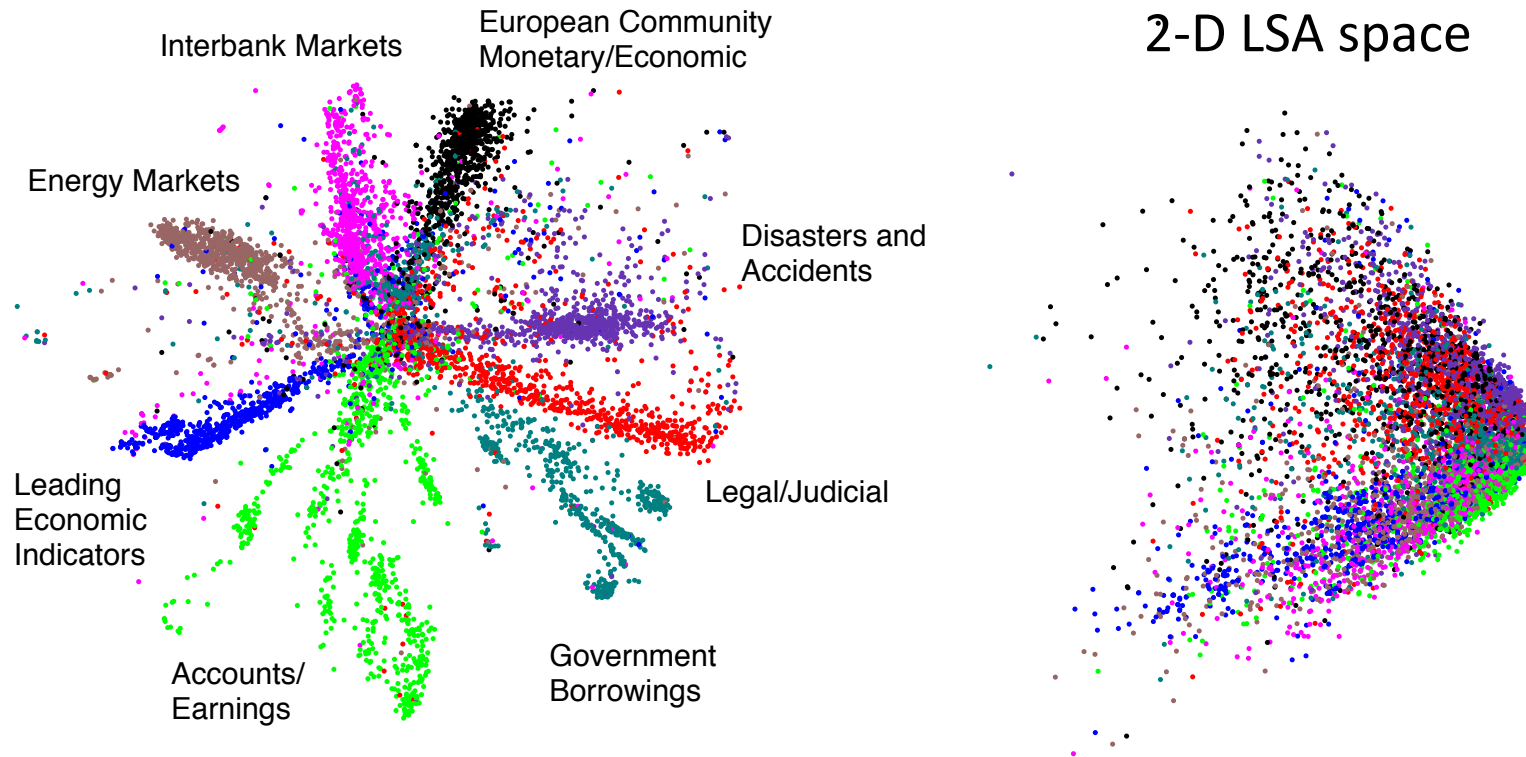 European Community
Monetary/Economic
Interbank Markets
2-D LSA space
Energy Markets
Disasters and
Accidents
Leading
Economic
Indicators
Legal/Judicial
Accounts/
Earnings
Government
Borrowings